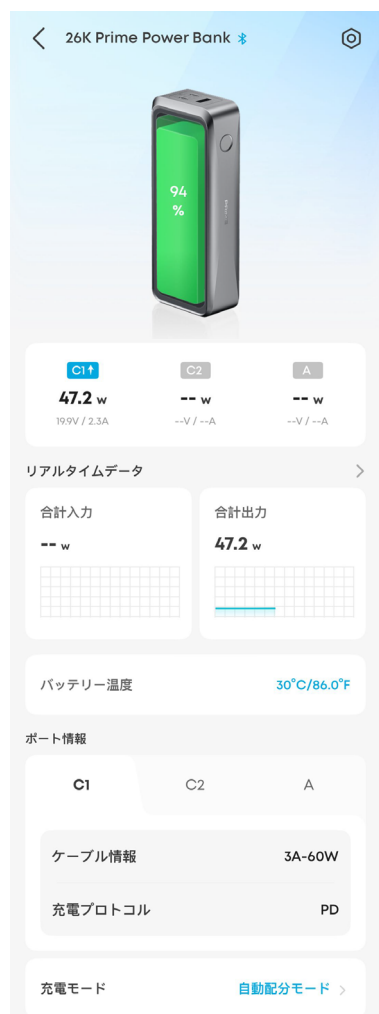 26K Prime Power Bank
94
%
C1 C2 A
47.2 w -- w -- w
19.9V / 2.3A --V / --A --V / --A
リアルタイムデータ
合計入力 合計出力
-- w 47.2 w
バッテリー温度 30°C/86.0°F
ポート情報
C1 C2 A
ケーブル情報 3A-60W
充電プロトコル PD
充電モード 自動配分モード